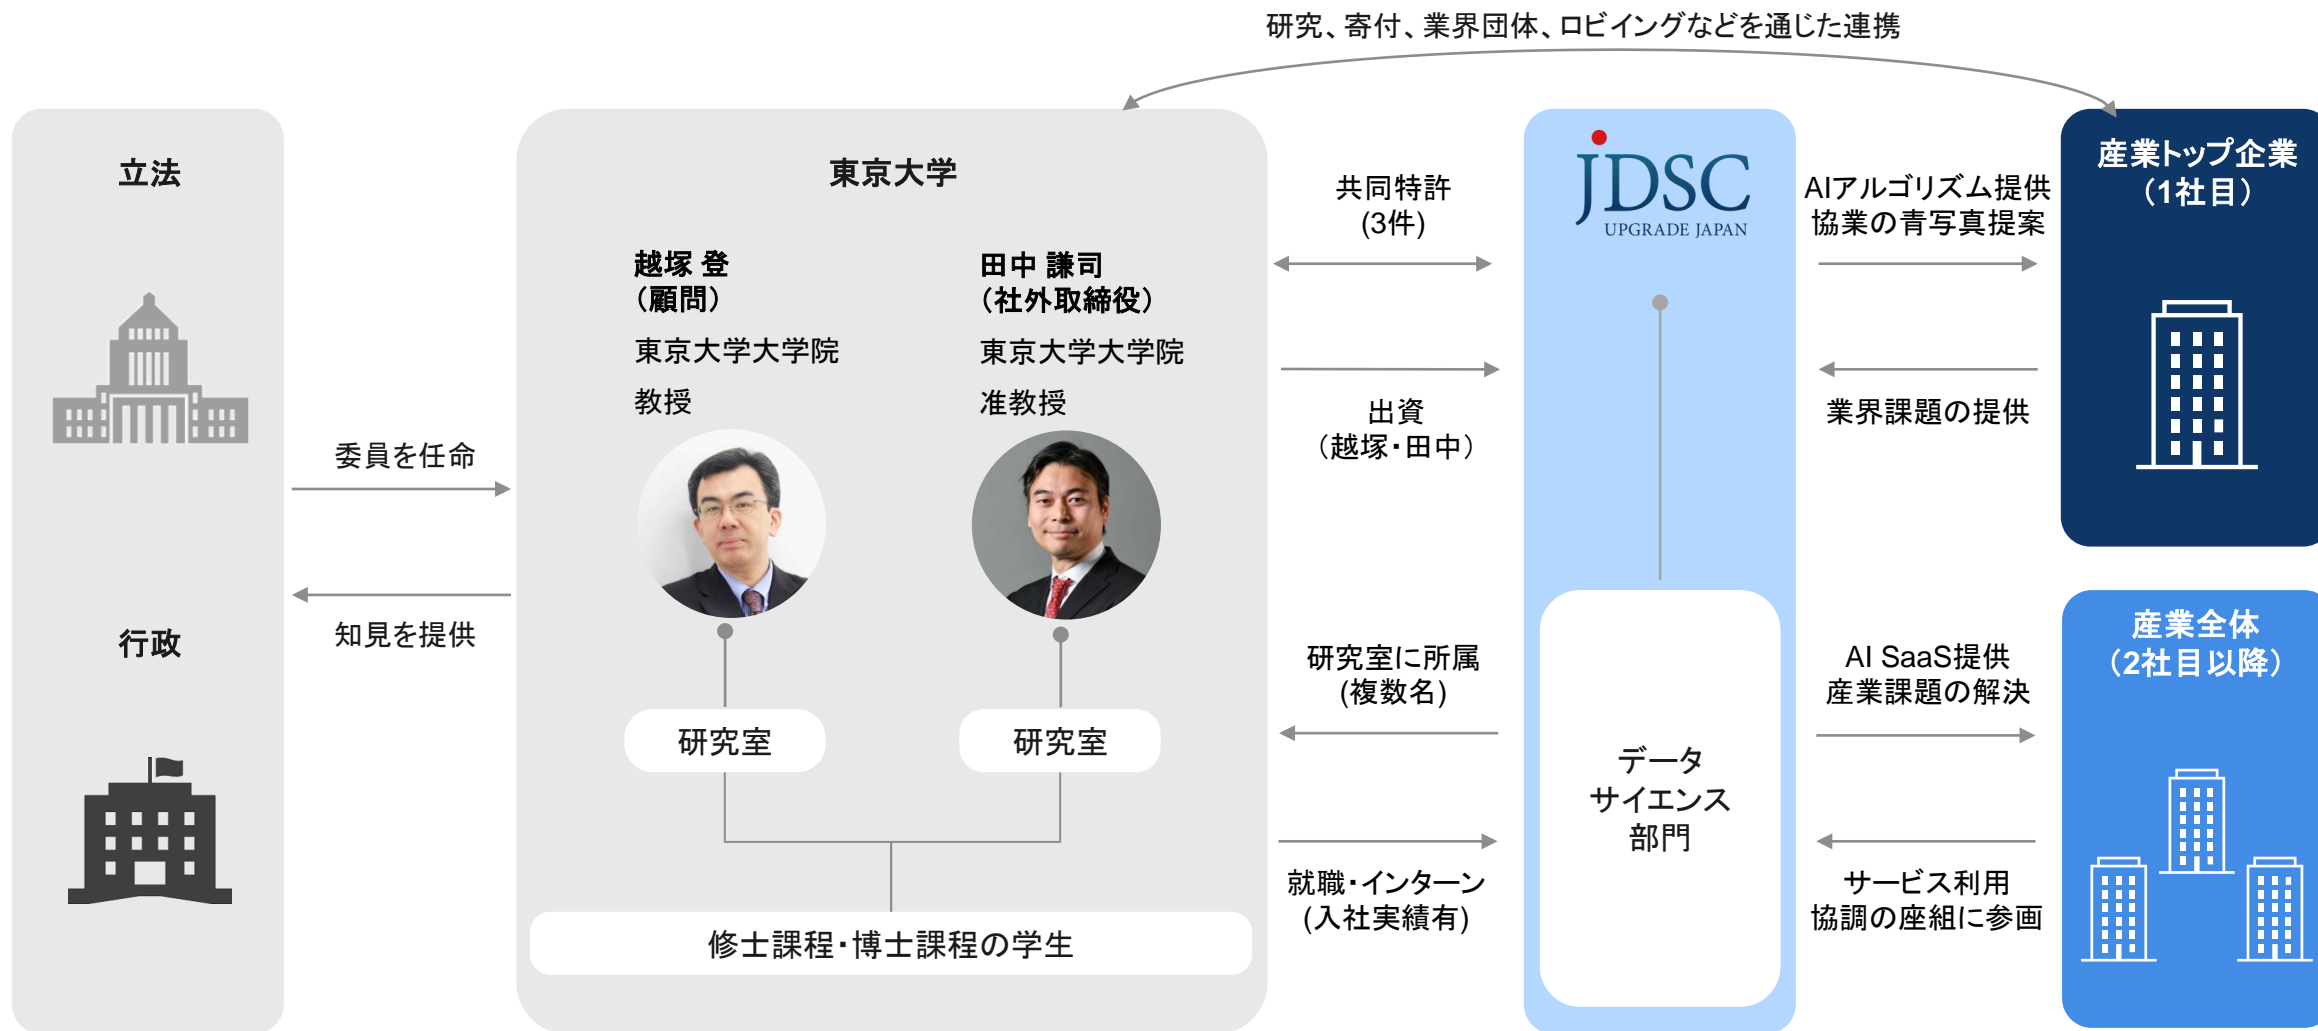 研究、寄付、業界団体、ロビイングなどを通じた連携
立法
行政
委員を任命
知見を提供
東京大学
越塚 登
（顧問）
東京大学大学院
教授
田中 謙司
（社外取締役）
東京大学大学院
准教授
研究室
研究室
修士課程・博士課程の学生
共同特許
(3件)
出資
（越塚・田中）
研究室に所属
(複数名)
就職・インターン
(入社実績有)
JDSC
UPGRADE JAPAN
データ
サイエンス
部門
AIアルゴリズム提供
協業の青写真提案
業界課題の提供
AI SaaS提供
産業課題の解決
サービス利用
協調の座組に参画
産業トップ企業
（1社目）
産業全体
（2社目以降）